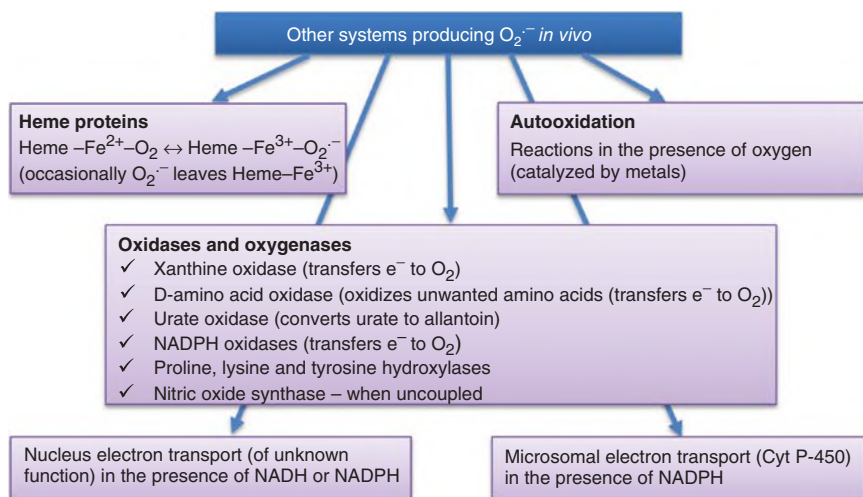 Other systems producing O₂·⁻ in vivo
Heme proteins
Heme –Fe²⁺–O₂ ↔ Heme –Fe³⁺–O₂·⁻
(occasionally O₂·⁻ leaves Heme–Fe³⁺)
Autooxidation
Reactions in the presence of oxygen
(catalyzed by metals)
Oxidases and oxygenases
✓ Xanthine oxidase (transfers e⁻ to O₂)
✓ D-amino acid oxidase (oxidizes unwanted amino acids (transfers e⁻ to O₂))
✓ Urate oxidase (converts urate to allantoin)
✓ NADPH oxidases (transfers e⁻ to O₂)
✓ Proline, lysine and tyrosine hydroxylases
✓ Nitric oxide synthase – when uncoupled
Nucleus electron transport (of unknown
function) in the presence of NADH or NADPH
Microsomal electron transport (Cyt P-450)
in the presence of NADPH